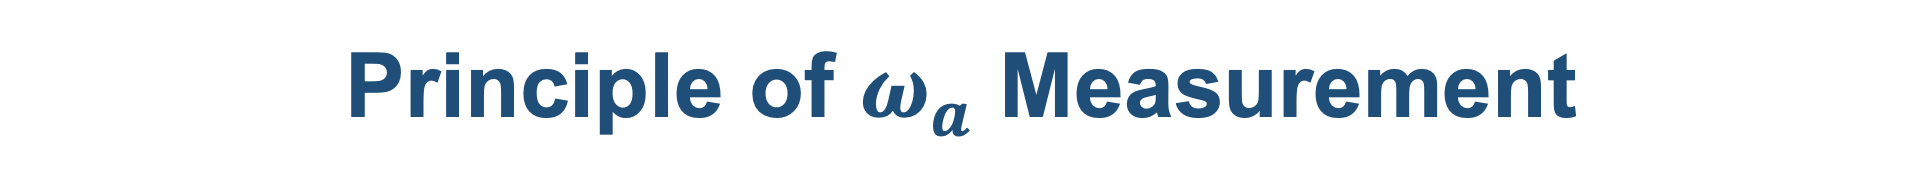 Principle of ωₐ Measurement